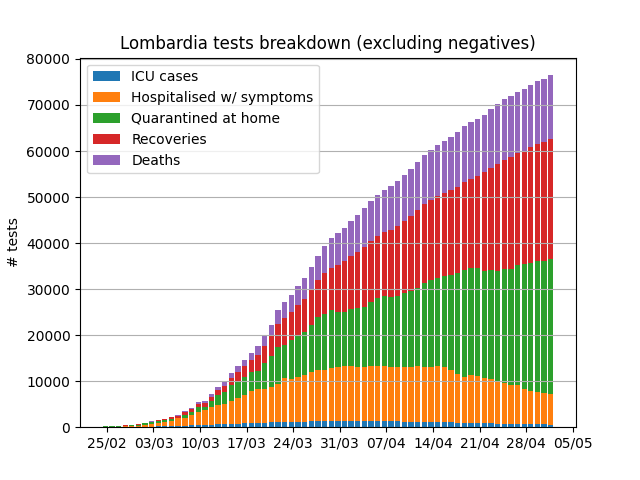 Lombardia tests breakdown (excluding negatives)
80000
70000
60000
50000
40000
30000
20000
10000
0
# tests
ICU cases
Hospitalised w/ symptoms
Quarantined at home
Recoveries
Deaths
25/02 03/03 10/03 17/03 24/03 31/03 07/04 14/04 21/04 28/04 05/05